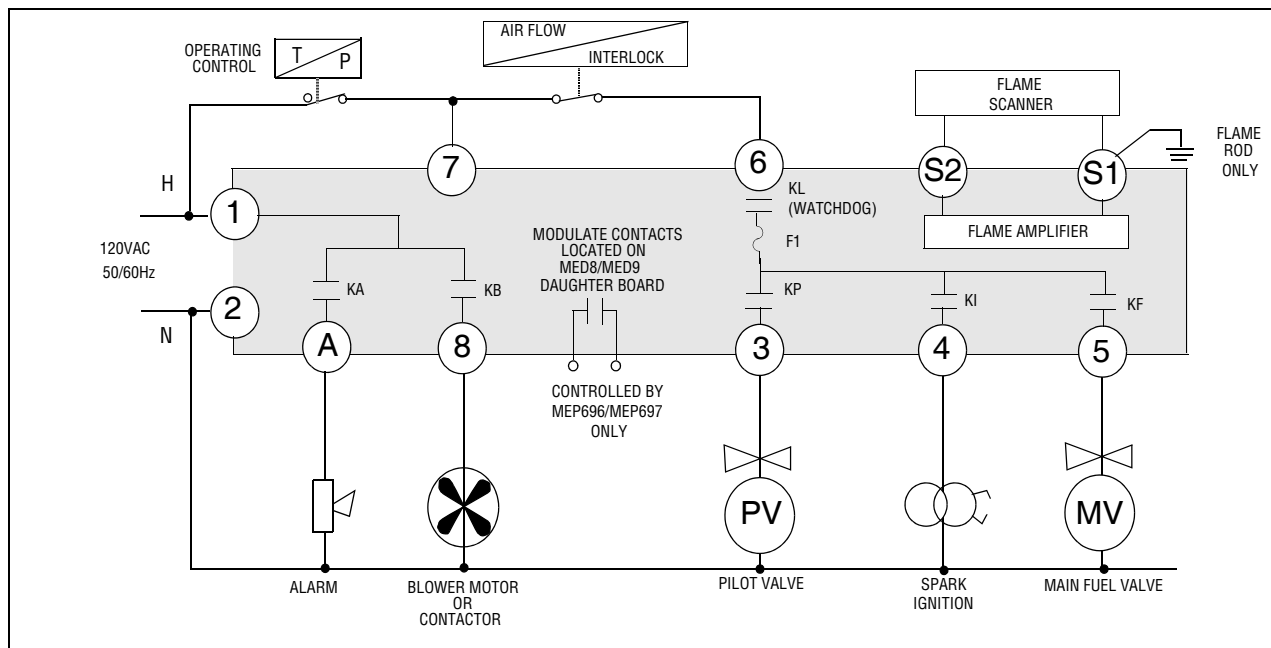 AIR FLOW
INTERLOCK
OPERATING
CONTROL
T
P
FLAME
SCANNER
FLAME
ROD
ONLY
7
6
S2
S1
H
1
KL
(WATCHDOG)
F1
FLAME AMPLIFIER
120VAC
50/60Hz
MODULATE CONTACTS
LOCATED ON
MED8/MED9
DAUGHTER BOARD
KA
KB
KP
KI
KF
2
N
A
8
3
4
5
CONTROLLED BY
MEP696/MEP697
ONLY
PV
MV
ALARM
BLOWER MOTOR
OR
CONTACTOR
PILOT VALVE
SPARK
IGNITION
MAIN FUEL VALVE